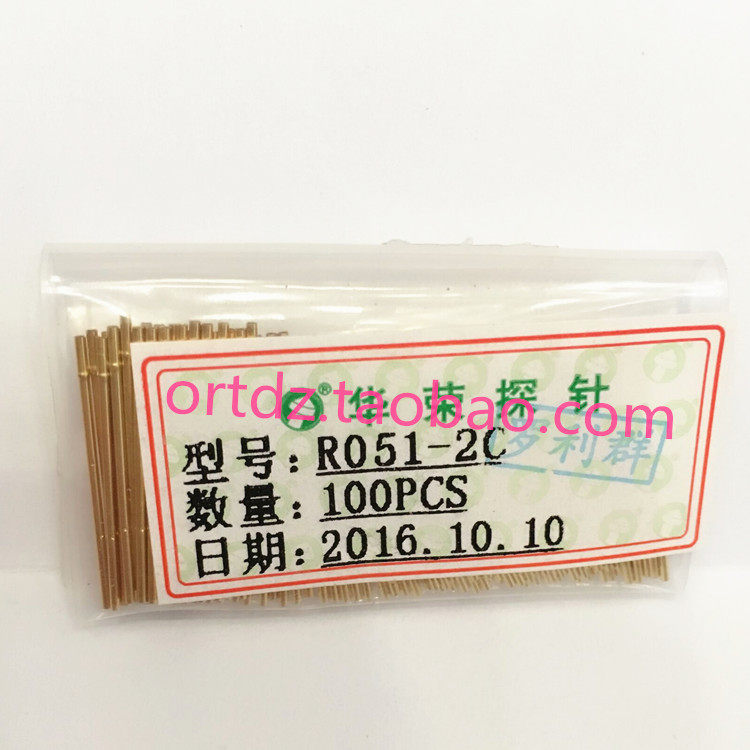 ® 华荣探针
ortdz.taobao.com
型号: R051-2C
罗利群
数量: 100PCS
日期: 2016.10.10